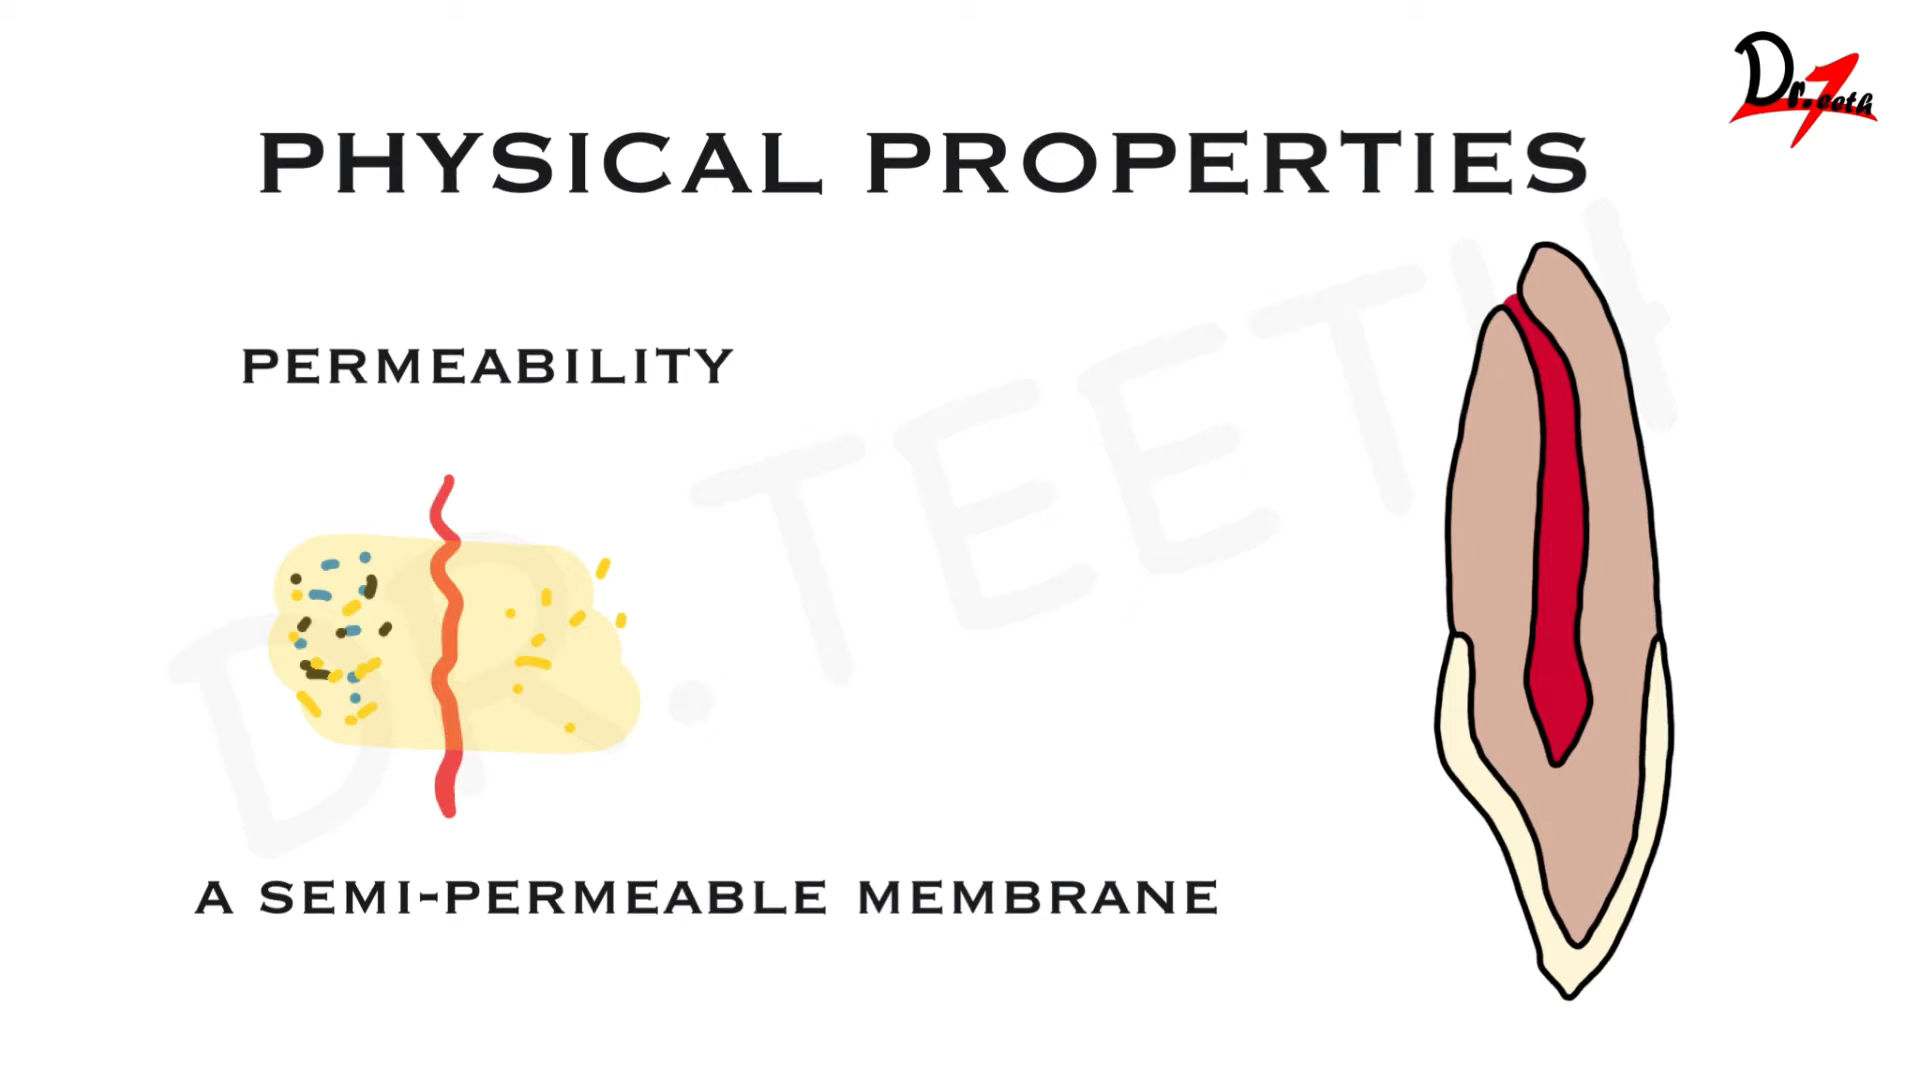 Dr.Teeth
PHYSICAL PROPERTIES
PERMEABILITY
DR.TEETH
A SEMI-PERMEABLE MEMBRANE